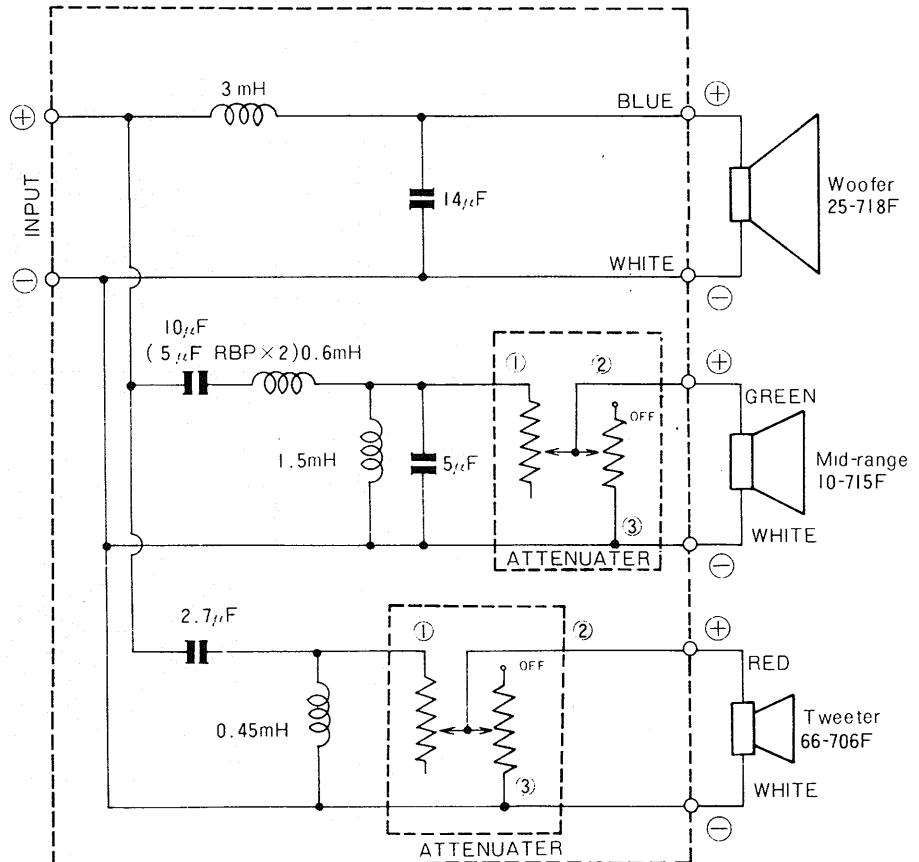 3 mH
BLUE
⊕
⊕
INPUT
14µF
Woofer
25-718F
⊖
WHITE
⊖
10µF
(5µF RBP×2) 0.6mH
①
②
⊕
GREEN
OFF
1.5mH
5µF
Mid-range
10-715F
③
WHITE
ATTENUATER
⊖
2.7µF
①
②
⊕
RED
OFF
0.45mH
Tweeter
66-706F
③
WHITE
ATTENUATER
⊖